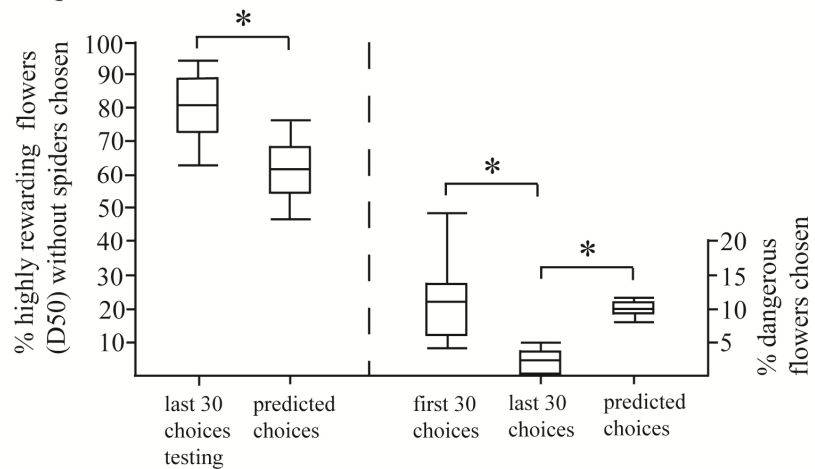 *
% highly rewarding flowers
(D50) without spiders chosen
100
90
80
70
60
50
40
30
20
10
*
*
20
15
10
5
% dangerous
flowers chosen
last 30
choices
testing
predicted
choices
first 30
choices
last 30
choices
predicted
choices